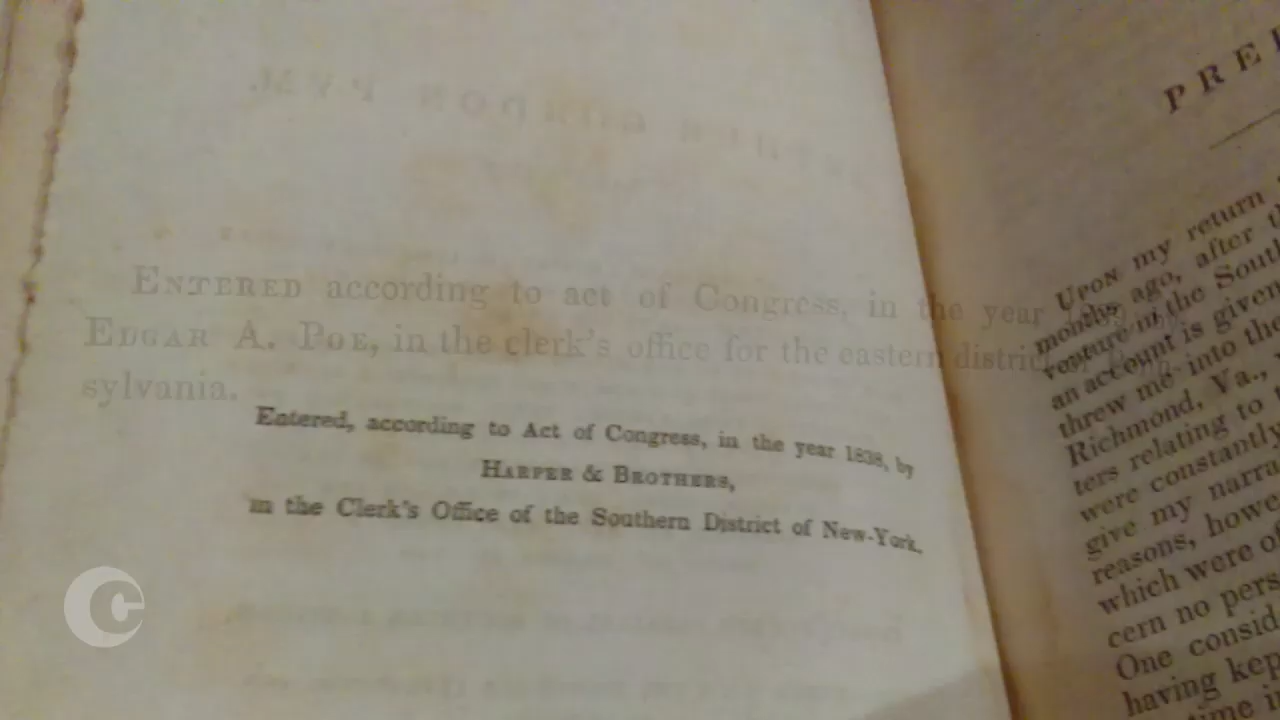 ENTERED according to act of Congress, in the year
EDGAR A. POE, in the clerk's office for the eastern district of Penn-
sylvania.
Entered, according to Act of Congress, in the year 1838, by
HARPER & BROTHERS,
in the Clerk's Office of the Southern District of New-York.
UPON my return
months ago, after
venture in the South
an account is given
threw me into the
Richmond, Va.,
ters relating to
were constantly
give my narra
reasons, howe
which were of
cern no pers
One consid
having kep
time